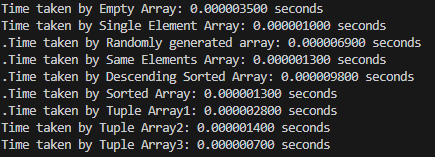 Time taken by Empty Array: 0.000003500 seconds
Time taken by Single Element Array: 0.000001000 seconds
.Time taken by Randomly generated array: 0.000006900 seconds
.Time taken by Same Elements Array: 0.000001300 seconds
.Time taken by Descending Sorted Array: 0.000009800 seconds
.Time taken by Sorted Array: 0.000001300 seconds
.Time taken by Tuple Array1: 0.000002800 seconds
Time taken by Tuple Array2: 0.000001400 seconds
Time taken by Tuple Array3: 0.000000700 seconds